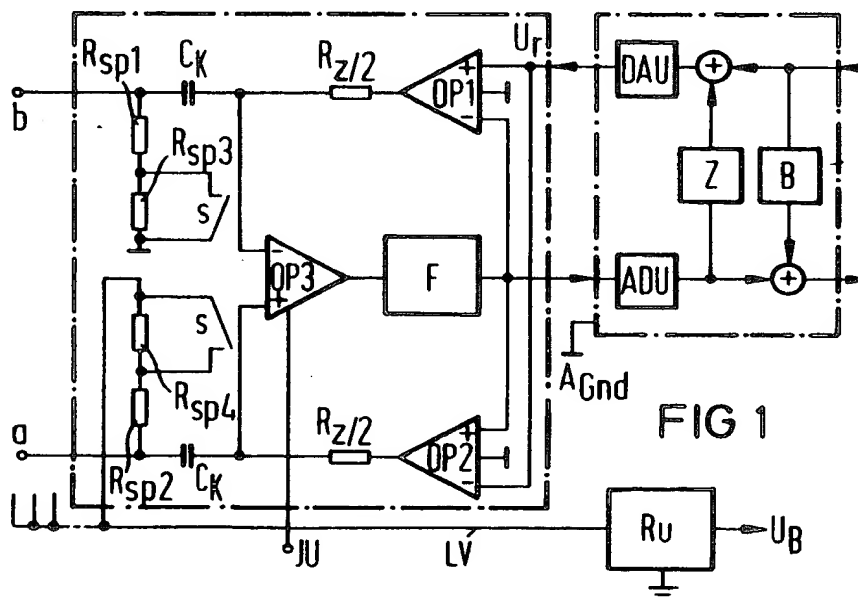 Rsp1
CK
Rz/2
Ur
b
OP1
+
-
DAU
+
Rsp3
s
Z
B
-
OP3
+
F
ADU
+
s
Rsp4
AGnd
a
Rz/2
+
OP2
-
FIG 1
Rsp2
CK
JU
LV
RU
UB